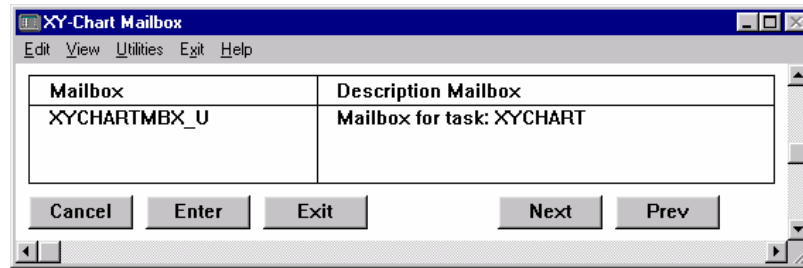 XY-Chart Mailbox
Edit View Utilities Exit Help
Mailbox Description Mailbox
XYCHARTMBX_U Mailbox for task: XYCHART
Cancel Enter Exit Next Prev